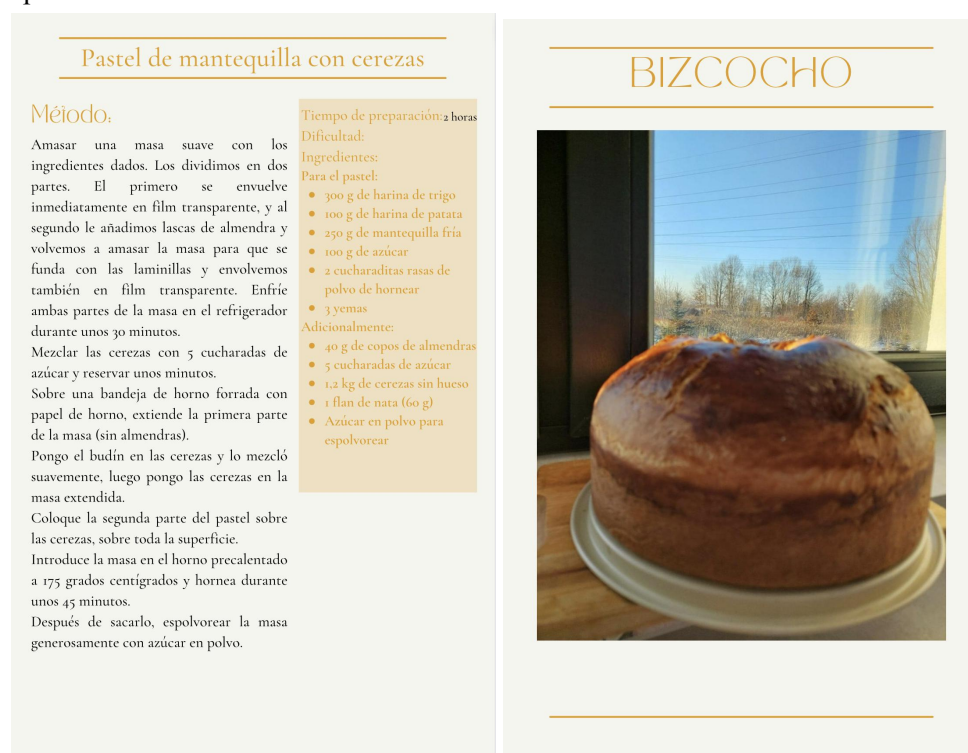 Pastel de mantequilla con cerezas
Método:
Amasar una masa suave con los
ingredientes dados. Los dividimos en dos
partes. El primero se envuelve
inmediatamente en film transparente, y al
segundo le añadimos lascas de almendra y
volvemos a amasar la masa para que se
funda con las laminillas y envolvemos
también en film transparente. Enfríe
ambas partes de la masa en el refrigerador
durante unos 30 minutos.
Mezclar las cerezas con 5 cucharadas de
azúcar y reservar unos minutos.
Sobre una bandeja de horno forrada con
papel de horno, extiende la primera parte
de la masa (sin almendras).
Pongo el budín en las cerezas y lo mezcló
suavemente, luego pongo las cerezas en la
masa extendida.
Coloque la segunda parte del pastel sobre
las cerezas, sobre toda la superficie.
Introduce la masa en el horno precalentado
a 175 grados centígrados y hornea durante
unos 45 minutos.
Después de sacarlo, espolvorear la masa
generosamente con azúcar en polvo.
Tiempo de preparación: 2 horas
Dificultad:
Ingredientes:
Para el pastel:
• 300 g de harina de trigo
• 100 g de harina de patata
• 250 g de mantequilla fría
• 100 g de azúcar
• 2 cucharaditas rasas de
polvo de hornear
• 3 yemas
Adicionalmente:
• 40 g de copos de almendras
• 5 cucharadas de azúcar
• 1,2 kg de cerezas sin hueso
• 1 flan de nata (60 g)
• Azúcar en polvo para
espolvorear
BIZCOCHO